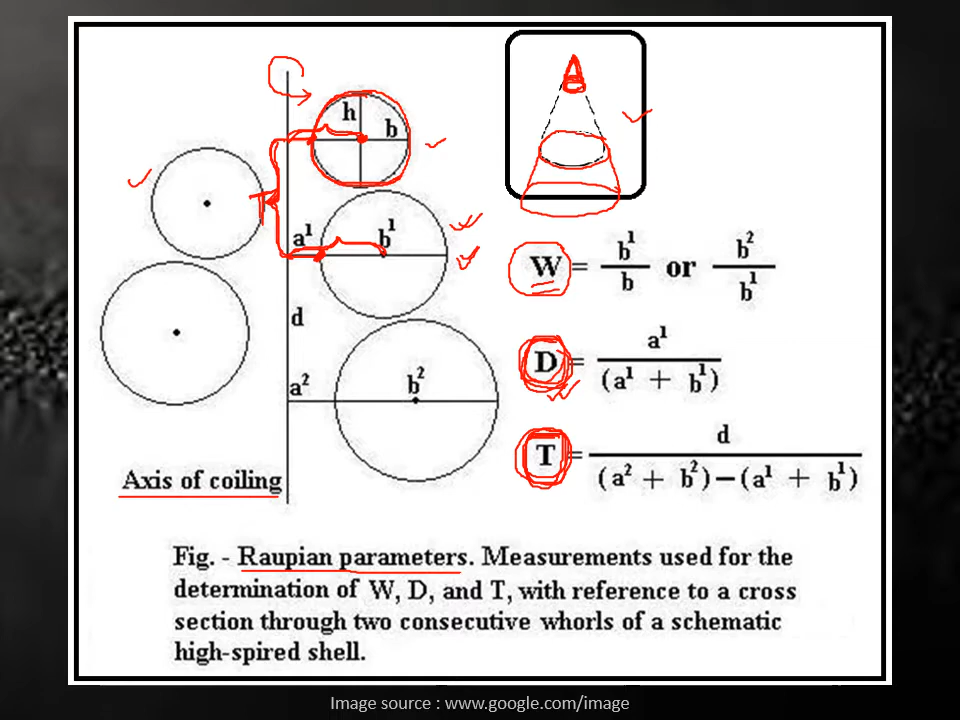 h
b
a¹
b¹
d
a²
b²
T
Axis of coiling
W = b¹ / b or b² / b¹
D = a¹ / (a¹ + b¹)
T = d / (a² + b²) – (a¹ + b¹)
Fig. - Raupian parameters. Measurements used for the
determination of W, D, and T, with reference to a cross
section through two consecutive whorls of a schematic
high-spired shell.
Image source : www.google.com/image